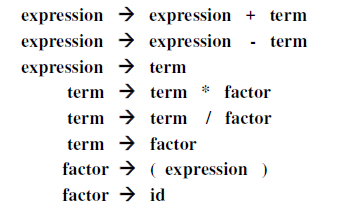 expression → expression + term
expression → expression - term
expression → term
term → term * factor
term → term / factor
term → factor
factor → ( expression )
factor → id